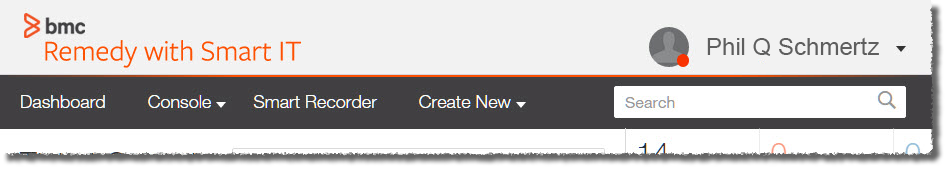 bmc
Remedy with Smart IT
Phil Q Schmertz
Dashboard Console Smart Recorder Create New Search